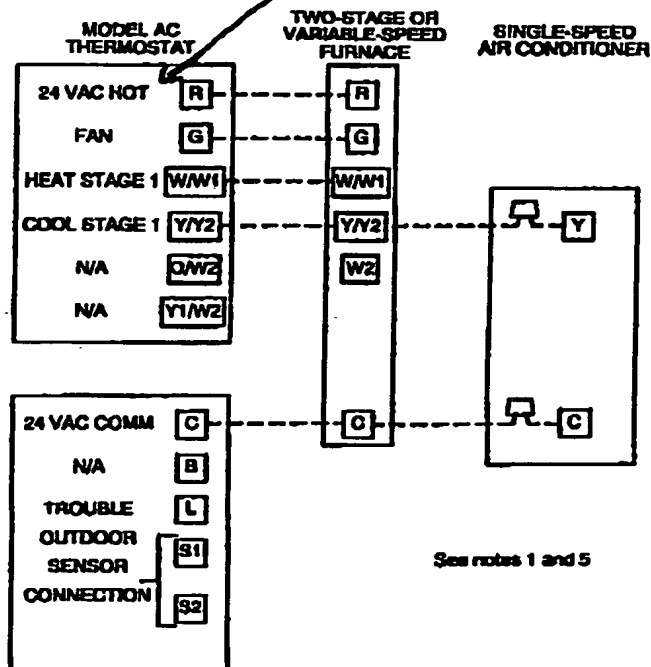 MODEL AC
THERMOSTAT
TWO-STAGE OR
VARIABLE-SPEED
FURNACE
SINGLE-SPEED
AIR CONDITIONER
24 VAC HOT R R
FAN G G
HEAT STAGE 1 W/W1 W/W1
COOL STAGE 1 Y/Y2 Y/Y2 Y
N/A O/W2 W2
N/A Y1/W2
24 VAC COMM C C C
N/A B
TROUBLE L
OUTDOOR
SENSOR
CONNECTION
S1
S2
See notes 1 and 5